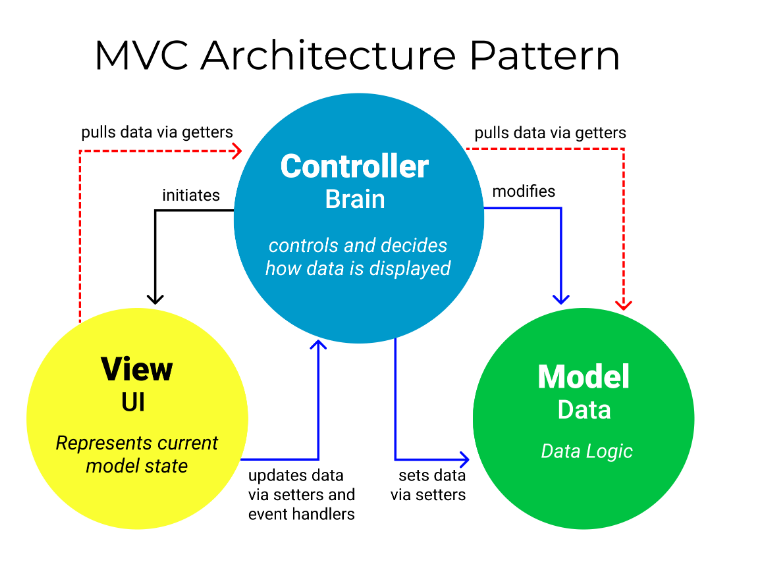 MVC Architecture Pattern
pulls data via getters
pulls data via getters
Controller
Brain
controls and decides
how data is displayed
initiates
modifies
View
UI
Represents current
model state
Model
Data
Data Logic
updates data
via setters and
event handlers
sets data
via setters